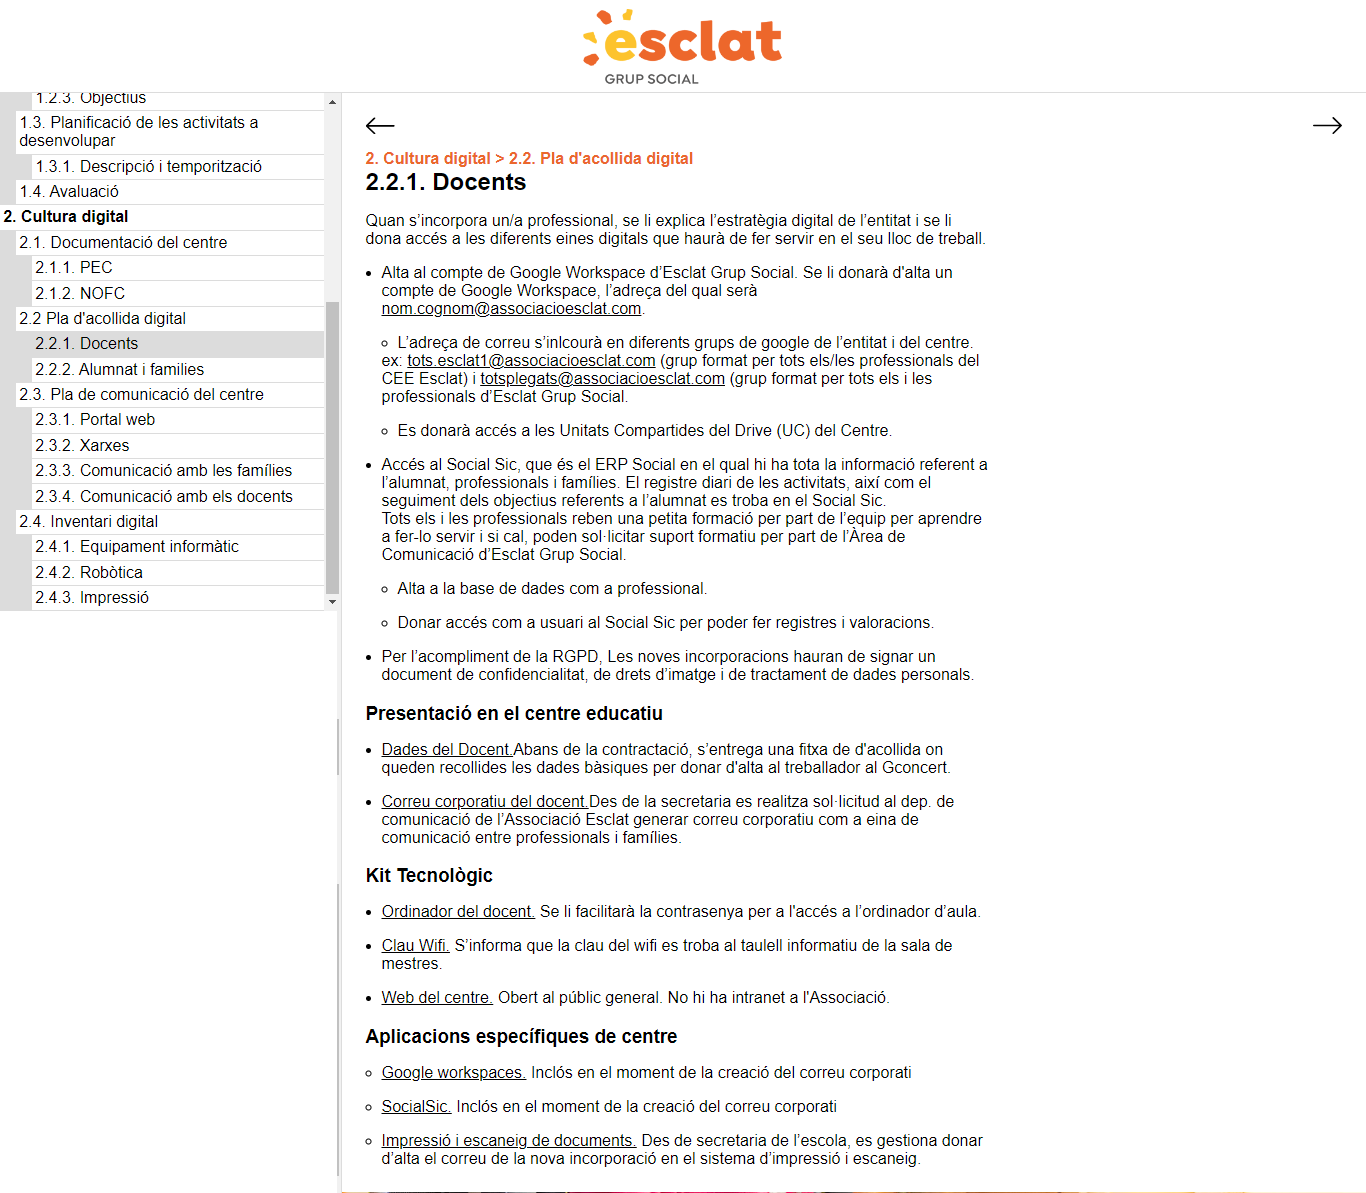 esclat
GRUP SOCIAL
1.2.3. Objectius
1.3. Planificació de les activitats a
desenvolupar
1.3.1. Descripció i temporització
1.4. Avaluació
2. Cultura digital
2.1. Documentació del centre
2.1.1. PEC
2.1.2. NOFC
2.2 Pla d'acollida digital
2.2.1. Docents
2.2.2. Alumnat i families
2.3. Pla de comunicació del centre
2.3.1. Portal web
2.3.2. Xarxes
2.3.3. Comunicació amb les famílies
2.3.4. Comunicació amb els docents
2.4. Inventari digital
2.4.1. Equipament informàtic
2.4.2. Robòtica
2.4.3. Impressió
2. Cultura digital > 2.2. Pla d'acollida digital
2.2.1. Docents
Quan s’incorpora un/a professional, se li explica l’estratègia digital de l’entitat i se li
dona accés a les diferents eines digitals que haurà de fer servir en el seu lloc de treball.
• Alta al compte de Google Workspace d’Esclat Grup Social. Se li donarà d'alta un
compte de Google Workspace, l’adreça del qual serà
nom.cognom@associacioesclat.com.
◦ L’adreça de correu s’inlcourà en diferents grups de google de l’entitat i del centre.
ex: tots.esclat1@associacioesclat.com (grup format per tots els/les professionals del
CEE Esclat) i totsplegats@associacioesclat.com (grup format per tots els i les
professionals d’Esclat Grup Social.
◦ Es donarà accés a les Unitats Compartides del Drive (UC) del Centre.
• Accés al Social Sic, que és el ERP Social en el qual hi ha tota la informació referent a
l’alumnat, professionals i famílies. El registre diari de les activitats, així com el
seguiment dels objectius referents a l’alumnat es troba en el Social Sic.
Tots els i les professionals reben una petita formació per part de l’equip per aprendre
a fer-lo servir i si cal, poden sol·licitar suport formatiu per part de l’Àrea de
Comunicació d’Esclat Grup Social.
◦ Alta a la base de dades com a professional.
◦ Donar accés com a usuari al Social Sic per poder fer registres i valoracions.
• Per l’acompliment de la RGPD, Les noves incorporacions hauran de signar un
document de confidencialitat, de drets d’imatge i de tractament de dades personals.
Presentació en el centre educatiu
• Dades del Docent.Abans de la contractació, s’entrega una fitxa de d'acollida on
queden recollides les dades bàsiques per donar d'alta al treballador al Gconcert.
• Correu corporatiu del docent.Des de la secretaria es realitza sol·licitud al dep. de
comunicació de l’Associació Esclat generar correu corporatiu com a eina de
comunicació entre professionals i famílies.
Kit Tecnològic
• Ordinador del docent. Se li facilitarà la contrasenya per a l'accés a l’ordinador d’aula.
• Clau Wifi. S’informa que la clau del wifi es troba al taulell informatiu de la sala de
mestres.
• Web del centre. Obert al públic general. No hi ha intranet a l'Associació.
Aplicacions específiques de centre
◦ Google workspaces. Inclós en el moment de la creació del correu corporati
◦ SocialSic. Inclós en el moment de la creació del correu corporati
◦ Impressió i escaneig de documents. Des de secretaria de l’escola, es gestiona donar
d’alta el correu de la nova incorporació en el sistema d’impressió i escaneig.